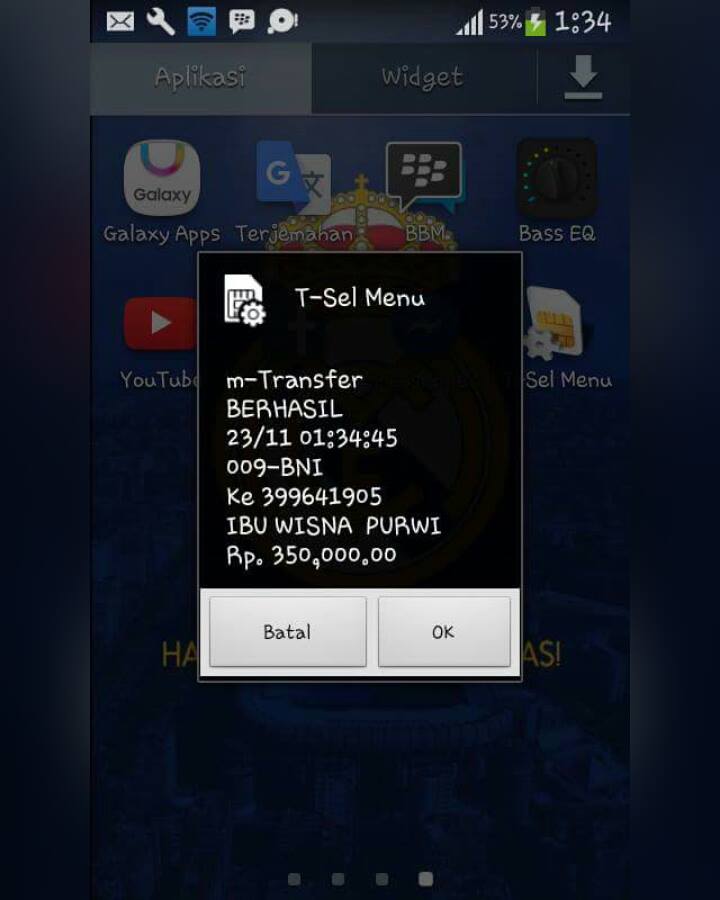 53% 1:34
Aplikasi Widget
Galaxy
Galaxy Apps Terjemahan BBM Bass EQ
T-Sel Menu
YouTube Sel Menu
m-Transfer
BERHASIL
23/11 01:34:45
009-BNI
Ke 399641905
IBU WISNA PURWI
Rp. 350,000.00
Batal OK
HA AS!